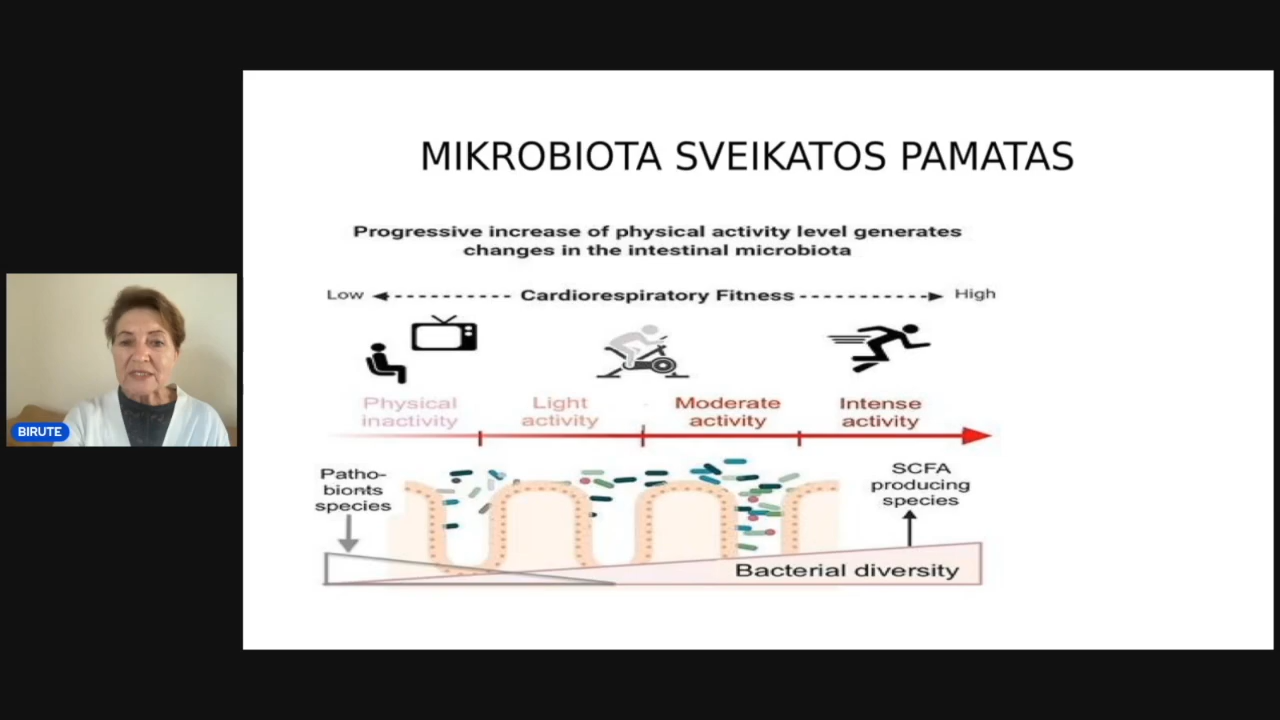 MIKROBIOTA SVEIKATOS PAMATAS
Progressive increase of physical activity level generates
changes in the intestinal microbiota
Low Cardiorespiratory Fitness High
Physical
inactivity
Light
activity
Moderate
activity
Intense
activity
Patho-
bionts
species
SCFA
producing
species
Bacterial diversity
BIRUTE